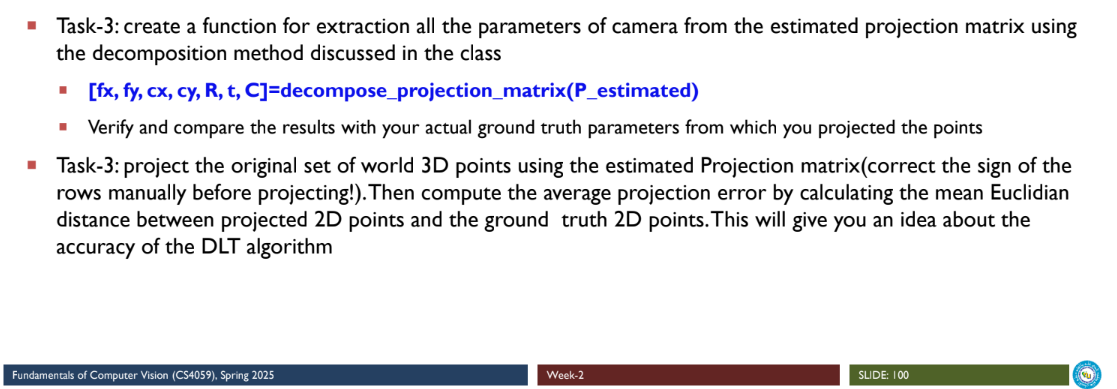 Task-3: create a function for extraction all the parameters of camera from the estimated projection matrix using
the decomposition method discussed in the class
[fx, fy, cx, cy, R, t, C]=decompose_projection_matrix(P_estimated)
Verify and compare the results with your actual ground truth parameters from which you projected the points
Task-3: project the original set of world 3D points using the estimated Projection matrix(correct the sign of the
rows manually before projecting!). Then compute the average projection error by calculating the mean Euclidian
distance between projected 2D points and the ground truth 2D points. This will give you an idea about the
accuracy of the DLT algorithm
Fundamentals of Computer Vision (CS4059), Spring 2025
Week-2
SLIDE: 100